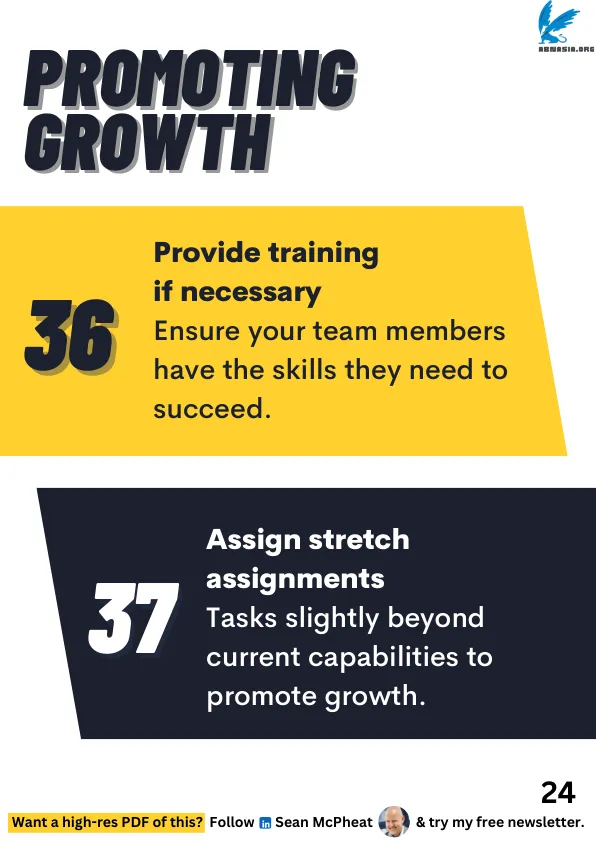 ABNASIA.ORG
PROMOTING
GROWTH
36
Provide training
if necessary
Ensure your team members
have the skills they need to
succeed.
37
Assign stretch
assignments
Tasks slightly beyond
current capabilities to
promote growth.
24
Want a high-res PDF of this? Follow in Sean McPheat & try my free newsletter.